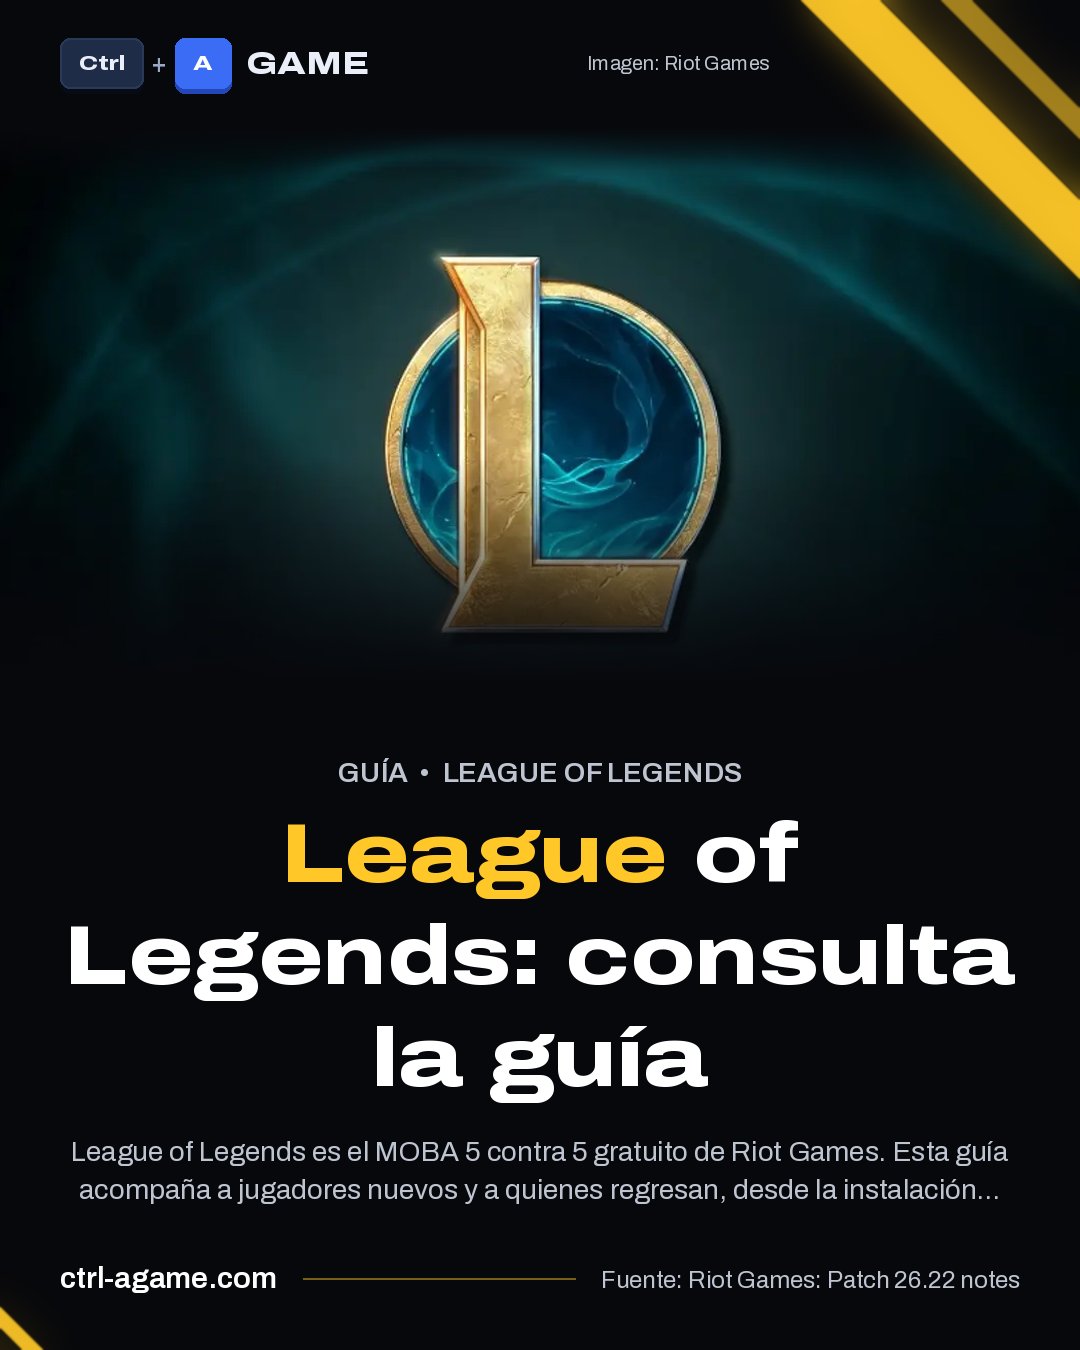 Ctrl + A GAME
Imagen: Riot Games
GUÍA • LEAGUE OF LEGENDS
League of
Legends: consulta
la guía
League of Legends es el MOBA 5 contra 5 gratuito de Riot Games. Esta guía
acompaña a jugadores nuevos y a quienes regresan, desde la instalación...
ctrl-agame.com
Fuente: Riot Games: Patch 26.22 notes